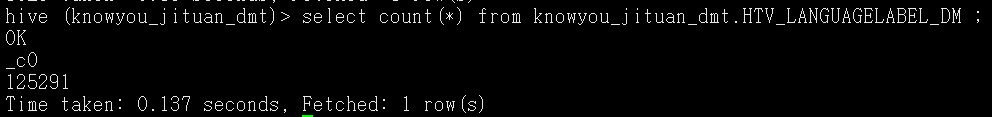 hive (knowyou_jituan_dmt)> select count(*) from knowyou_jituan_dmt.HTV_LANGUAGELABEL_DM ;
OK
_c0
125291
Time taken: 0.137 seconds, Fetched: 1 row(s)